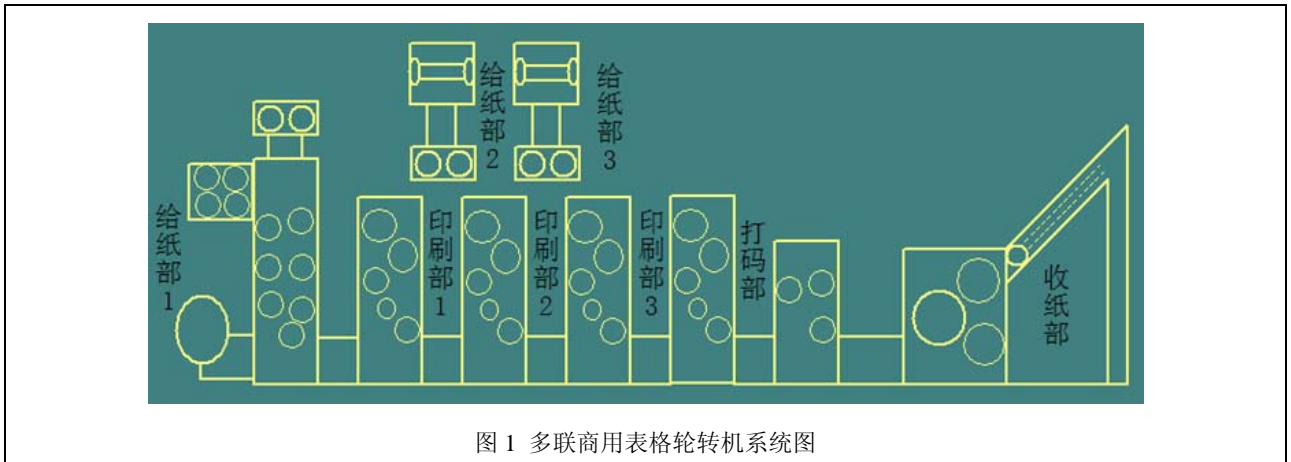 给纸部2
给纸部3
给纸部1
印刷部1
印刷部2
印刷部3
打码部
收纸部
图 1 多联商用表格轮转机系统图